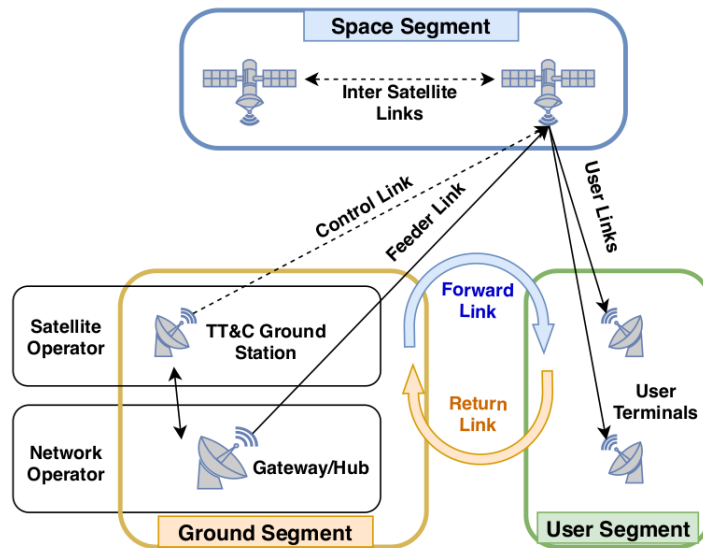 Space Segment
Inter Satellite
Links
Control Link
Feeder Link
User Links
Forward
Link
Satellite
Operator
TT&C Ground
Station
Return
Link
User
Terminals
Network
Operator
Gateway/Hub
Ground Segment
User Segment